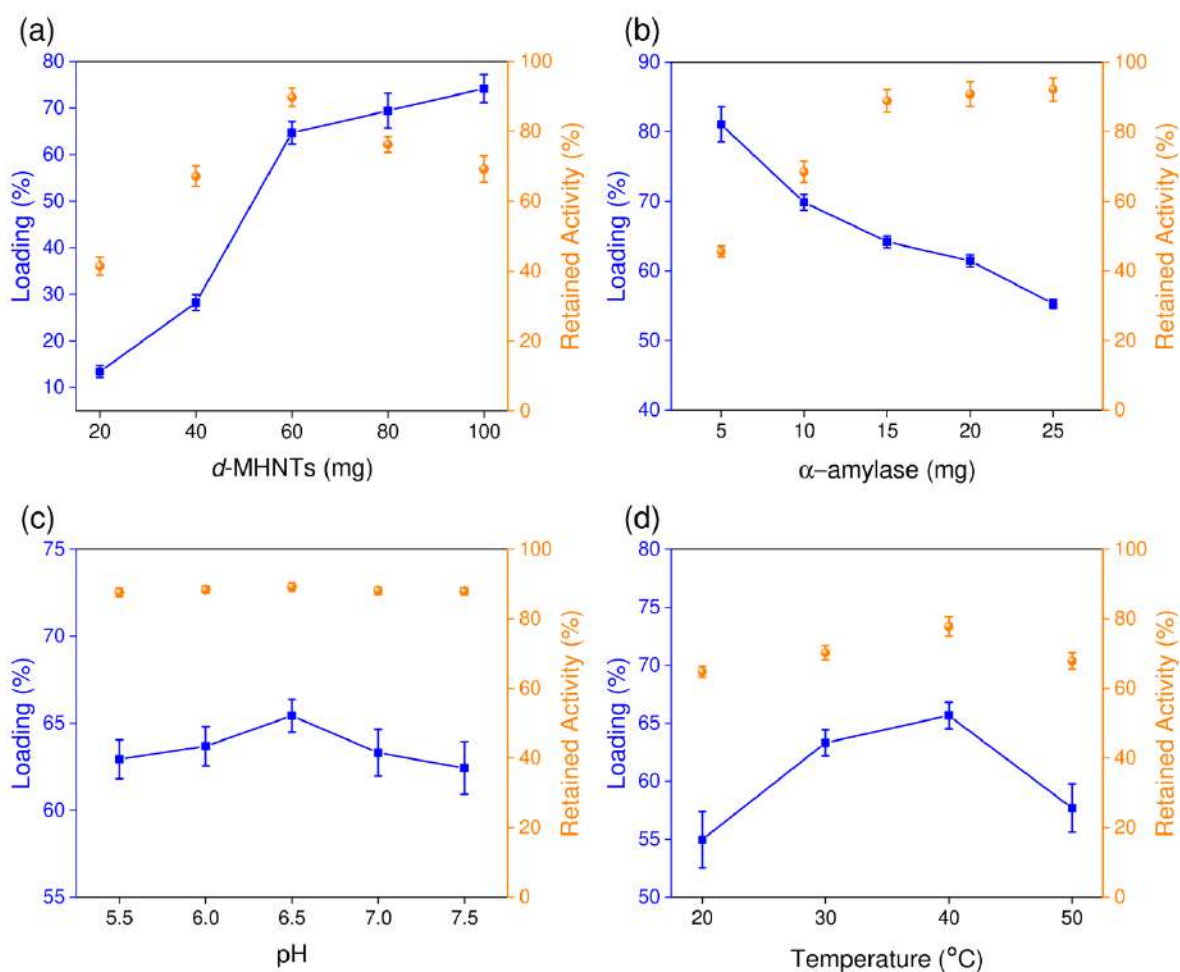 (a)
80
70
60
50
40
30
20
10
Loading (%)
100
80
60
40
20
0
Retained Activity (%)
20 40 60 80 100
d-MHNTs (mg)
(b)
90
80
70
60
50
40
Loading (%)
100
80
60
40
20
0
Retained Activity (%)
5 10 15 20 25
α–amylase (mg)
(c)
75
70
65
60
55
Loading (%)
100
80
60
40
20
0
Retained Activity (%)
5.5 6.0 6.5 7.0 7.5
pH
(d)
80
75
70
65
60
55
50
Loading (%)
100
80
60
40
20
0
Retained Activity (%)
20 30 40 50
Temperature (°C)